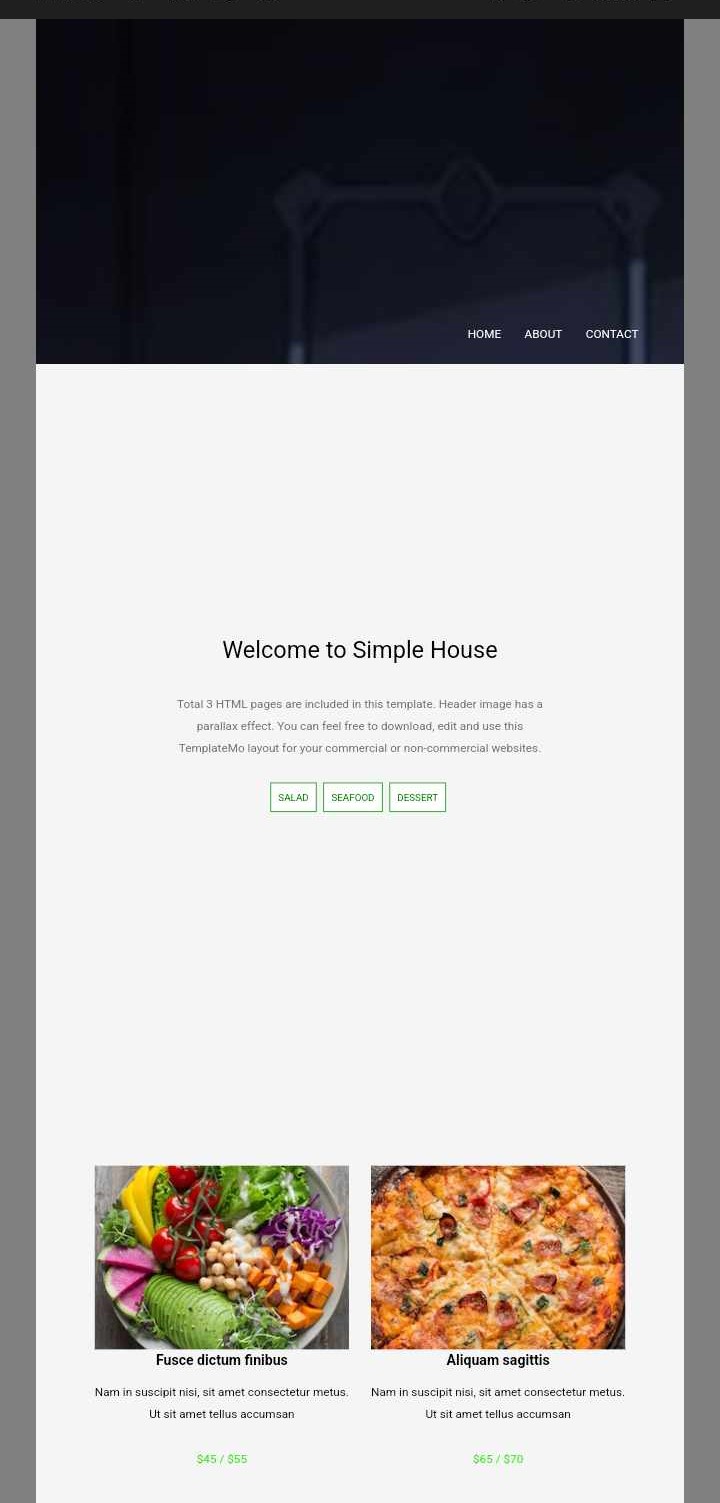 HOME ABOUT CONTACT
Welcome to Simple House
Total 3 HTML pages are included in this template. Header image has a
parallax effect. You can feel free to download, edit and use this
TemplateMo layout for your commercial or non-commercial websites.
SALAD SEAFOOD DESSERT
Fusce dictum finibus
Nam in suscipit nisi, sit amet consectetur metus.
Ut sit amet tellus accumsan
$45 / $55
Aliquam sagittis
Nam in suscipit nisi, sit amet consectetur metus.
Ut sit amet tellus accumsan
$65 / $70